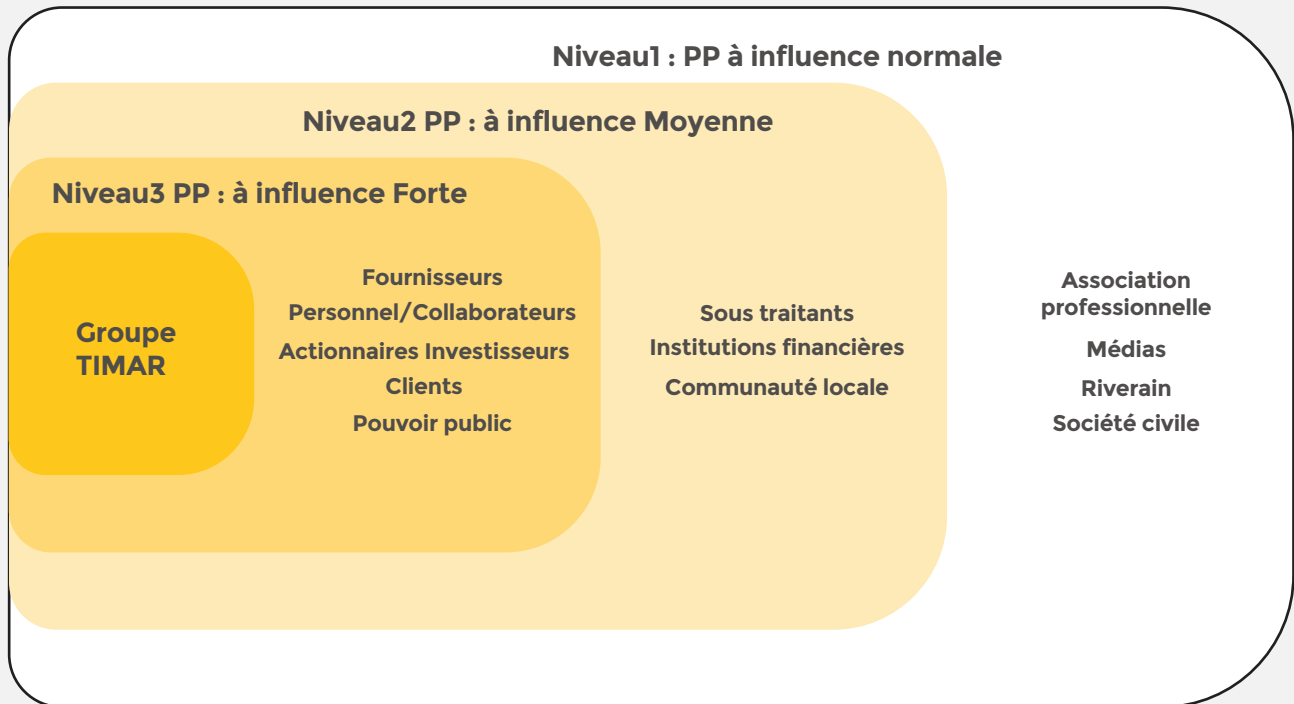 Niveau1 : PP à influence normale
Niveau2 PP : à influence Moyenne
Niveau3 PP : à influence Forte
Groupe
TIMAR
Fournisseurs
Personnel/Collaborateurs
Actionnaires Investisseurs
Clients
Pouvoir public
Sous traitants
Institutions financières
Communauté locale
Association
professionnelle
Médias
Riverain
Société civile